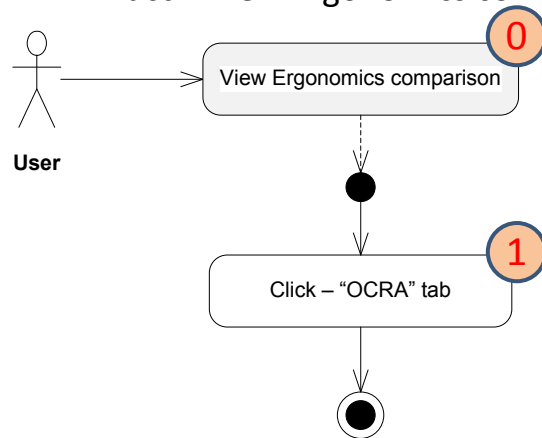 0
View Ergonomics comparison
User
1
Click – “OCRA” tab